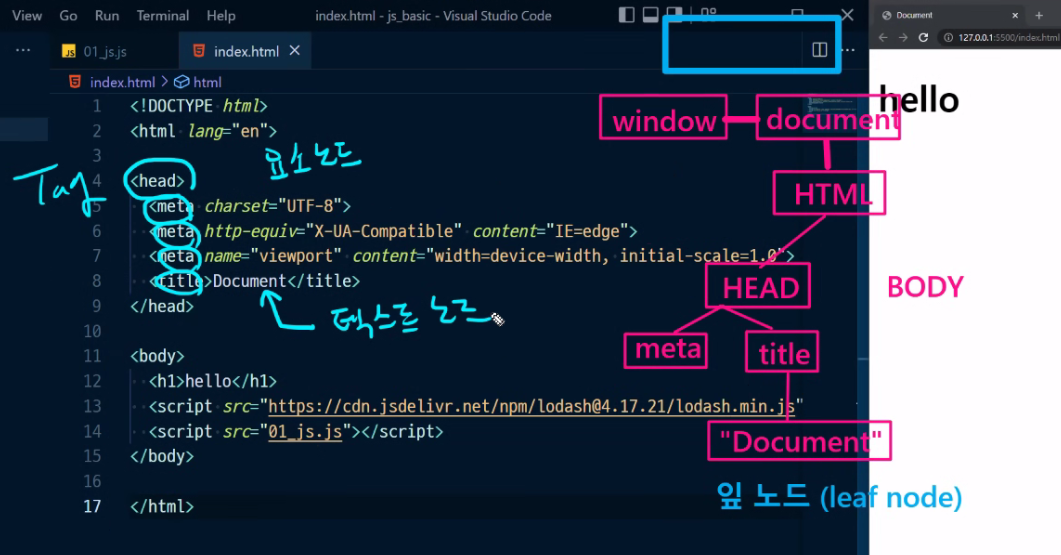 View Go Run Terminal Help index.html - js_basic - Visual Studio Code
Document
01_js.js index.html
127.0.0.1:5500/index.html
index.html > html
hello
1 <!DOCTYPE html>
window document
2 <html lang="en">
3
요소 노드
Tag
4 <head>
HTML
5 <meta charset="UTF-8">
6 <meta http-equiv="X-UA-Compatible" content="IE=edge">
7 <meta name="viewport" content="width=device-width, initial-scale=1.0">
8 <title>Document</title>
HEAD BODY
9 </head>
텍스트 노드
10
meta title
11 <body>
12 <h1>hello</h1>
13 <script src="https://cdn.jsdelivr.net/npm/lodash@4.17.21/lodash.min.js"
14 <script src="01_js.js"></script>
"Document"
15 </body>
16
잎 노드 (leaf node)
17 </html>